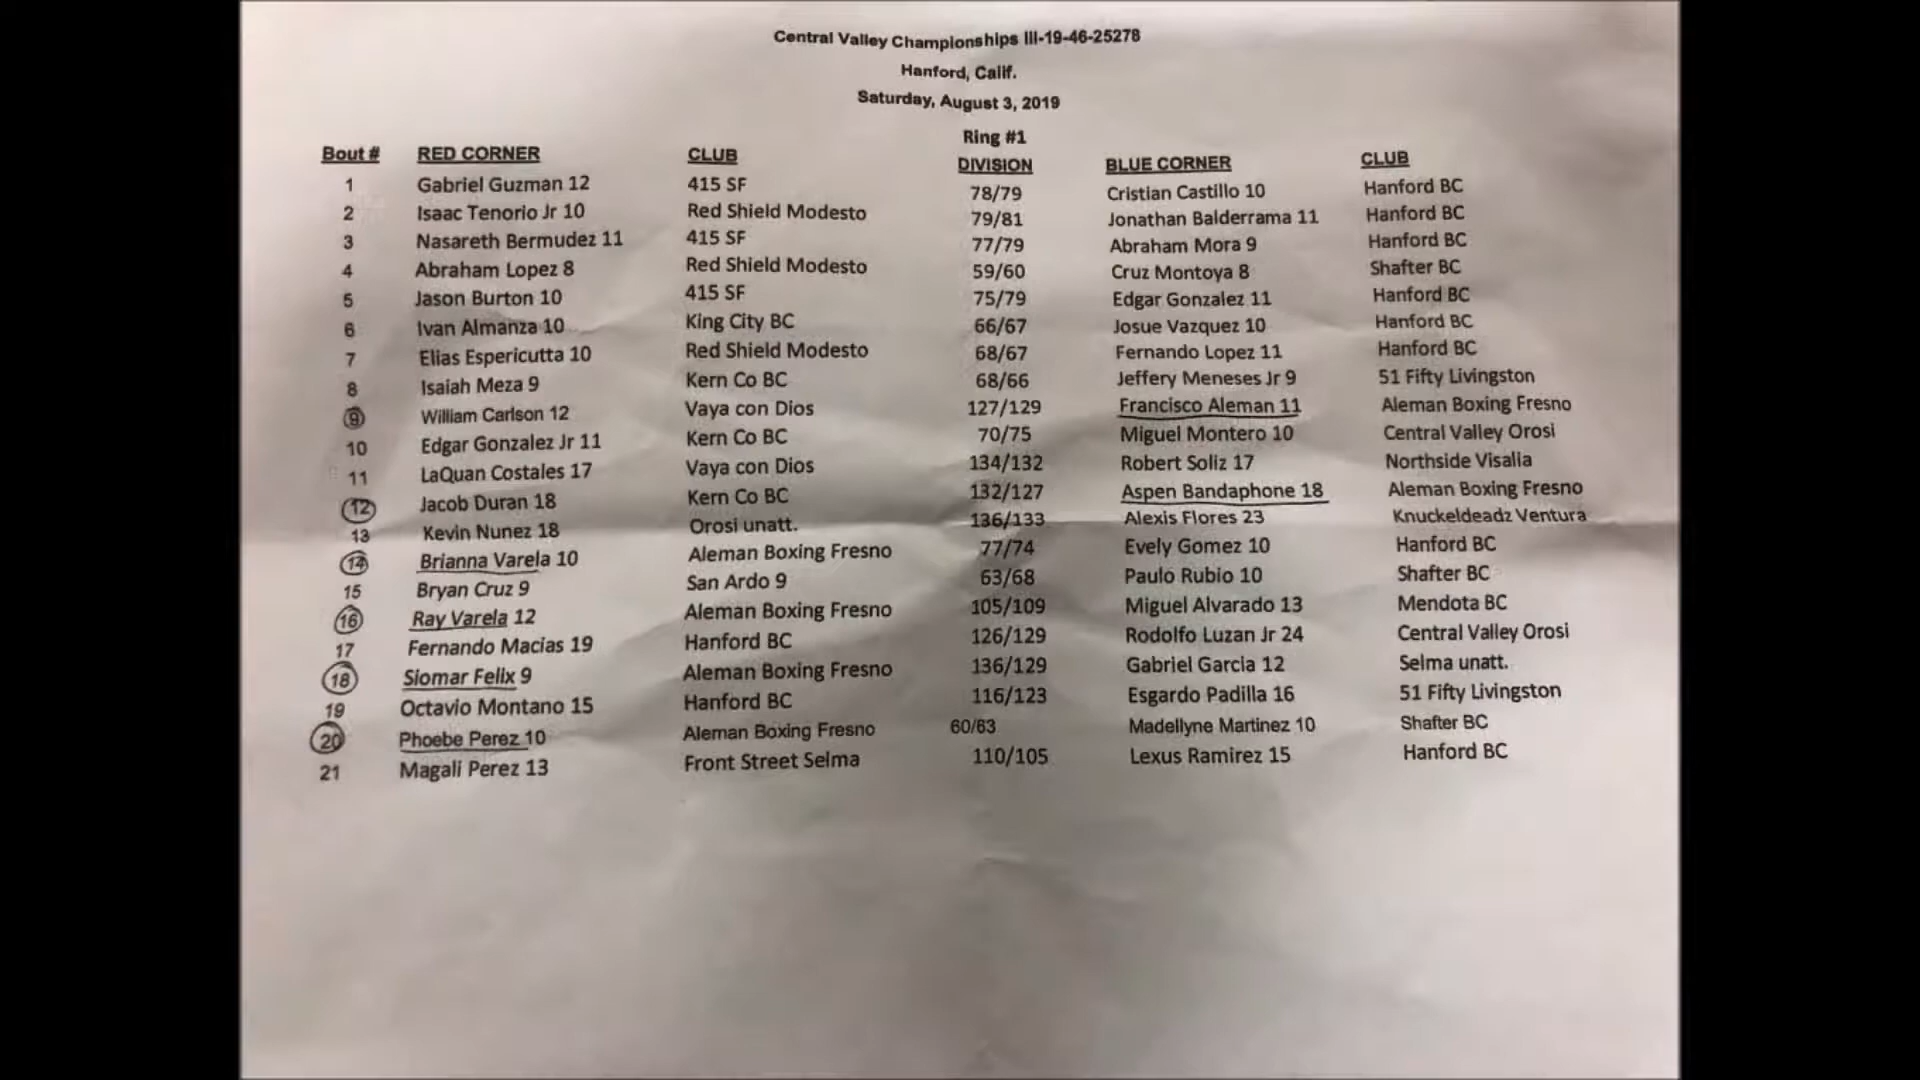 Central Valley Championships III-19-46-25278
Hanford, Calif.
Saturday, August 3, 2019
Ring #1
Bout # RED CORNER CLUB DIVISION BLUE CORNER CLUB
1 Gabriel Guzman 12 415 SF 78/79 Cristian Castillo 10 Hanford BC
2 Isaac Tenorio Jr 10 Red Shield Modesto 79/81 Jonathan Balderrama 11 Hanford BC
3 Nasareth Bermudez 11 415 SF 77/79 Abraham Mora 9 Hanford BC
4 Abraham Lopez 8 Red Shield Modesto 59/60 Cruz Montoya 8 Shafter BC
5 Jason Burton 10 415 SF 75/79 Edgar Gonzalez 11 Hanford BC
6 Ivan Almanza 10 King City BC 66/67 Josue Vazquez 10 Hanford BC
7 Elias Espericutta 10 Red Shield Modesto 68/67 Fernando Lopez 11 Hanford BC
8 Isaiah Meza 9 Kern Co BC 68/66 Jeffery Meneses Jr 9 51 Fifty Livingston
9 William Carlson 12 Vaya con Dios 127/129 Francisco Aleman 11 Aleman Boxing Fresno
10 Edgar Gonzalez Jr 11 Kern Co BC 70/75 Miguel Montero 10 Central Valley Orosi
11 LaQuan Costales 17 Vaya con Dios 134/132 Robert Soliz 17 Northside Visalia
12 Jacob Duran 18 Kern Co BC 132/127 Aspen Bandaphone 18 Aleman Boxing Fresno
13 Kevin Nunez 18 Orosi unatt. 136/133 Alexis Flores 23 Knuckeldeadz Ventura
14 Brianna Varela 10 Aleman Boxing Fresno 77/74 Evely Gomez 10 Hanford BC
15 Bryan Cruz 9 San Ardo 9 63/68 Paulo Rubio 10 Shafter BC
16 Ray Varela 12 Aleman Boxing Fresno 105/109 Miguel Alvarado 13 Mendota BC
17 Fernando Macias 19 Hanford BC 126/129 Rodolfo Luzan Jr 24 Central Valley Orosi
18 Siomar Felix 9 Aleman Boxing Fresno 136/129 Gabriel Garcia 12 Selma unatt.
19 Octavio Montano 15 Hanford BC 116/123 Esgardo Padilla 16 51 Fifty Livingston
20 Phoebe Perez 10 Aleman Boxing Fresno 60/63 Madellyne Martinez 10 Shafter BC
21 Magali Perez 13 Front Street Selma 110/105 Lexus Ramirez 15 Hanford BC